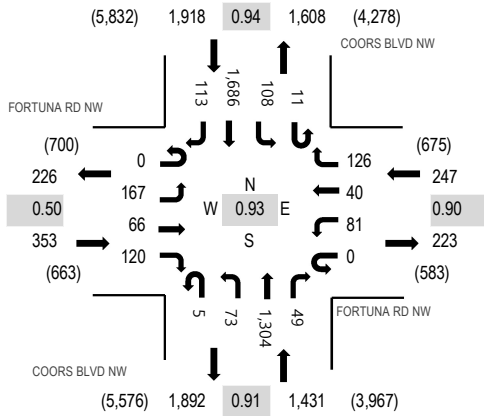 (5,832) 1,918 0.94 1,608 (4,278)
COORS BLVD NW
113 1,686 108 11
FORTUNA RD NW
(700) (675)
0 126
226 247
167 40
N
0.50 W 0.93 E 0.90
66 81
S
353 223
120 0
(663) (583)
5 73 1,304 49
FORTUNA RD NW
COORS BLVD NW
(5,576) 1,892 0.91 1,431 (3,967)